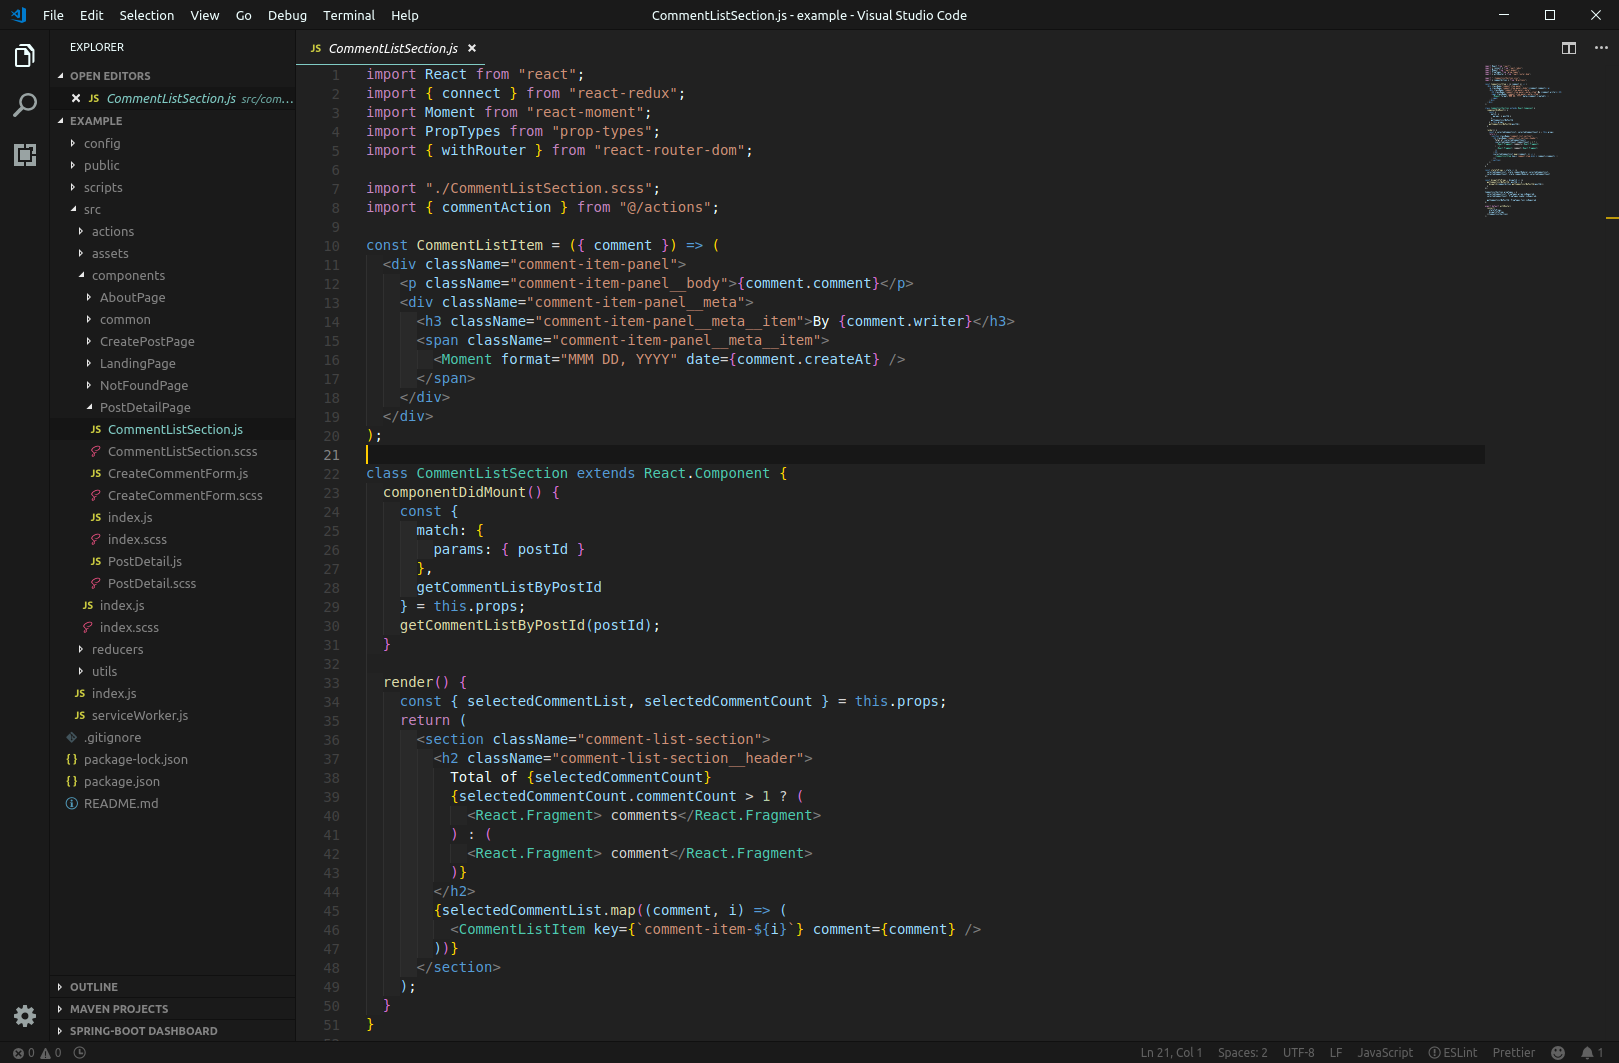 File Edit Selection View Go Debug Terminal Help
CommentListSection.js - example - Visual Studio Code
EXPLORER
OPEN EDITORS
JS CommentListSection.js src/com...
EXAMPLE
config
public
scripts
src
actions
assets
components
AboutPage
common
CreatePostPage
LandingPage
NotFoundPage
PostDetailPage
JS CommentListSection.js
CommentListSection.scss
JS CreateCommentForm.js
CreateCommentForm.scss
JS index.js
index.scss
JS PostDetail.js
PostDetail.scss
JS index.js
index.scss
reducers
utils
JS index.js
JS serviceWorker.js
.gitignore
{} package-lock.json
{} package.json
README.md
OUTLINE
MAVEN PROJECTS
SPRING-BOOT DASHBOARD
JS CommentListSection.js
1 import React from "react";
2 import { connect } from "react-redux";
3 import Moment from "react-moment";
4 import PropTypes from "prop-types";
5 import { withRouter } from "react-router-dom";
6
7 import "./CommentListSection.scss";
8 import { commentAction } from "@/actions";
9
10 const CommentListItem = ({ comment }) => (
11   <div className="comment-item-panel">
12     <p className="comment-item-panel__body">{comment.comment}</p>
13     <div className="comment-item-panel__meta">
14       <h3 className="comment-item-panel__meta__item">By {comment.writer}</h3>
15       <span className="comment-item-panel__meta__item">
16         <Moment format="MMM DD, YYYY" date={comment.createAt} />
17       </span>
18     </div>
19   </div>
20 );
21
22 class CommentListSection extends React.Component {
23   componentDidMount() {
24     const {
25       match: {
26         params: { postId }
27       },
28       getCommentListByPostId
29     } = this.props;
30     getCommentListByPostId(postId);
31   }
32
33   render() {
34     const { selectedCommentList, selectedCommentCount } = this.props;
35     return (
36       <section className="comment-list-section">
37         <h2 className="comment-list-section__header">
38           Total of {selectedCommentCount}
39           {selectedCommentCount.commentCount > 1 ? (
40             <React.Fragment> comments</React.Fragment>
41           ) : (
42             <React.Fragment> comment</React.Fragment>
43           )}
44         </h2>
45         {selectedCommentList.map((comment, i) => (
46           <CommentListItem key={`comment-item-${i}`} comment={comment} />
47         ))}
48       </section>
49     );
50   }
51 }
0 0
Ln 21, Col 1 Spaces: 2 UTF-8 LF JavaScript ESLint Prettier 1